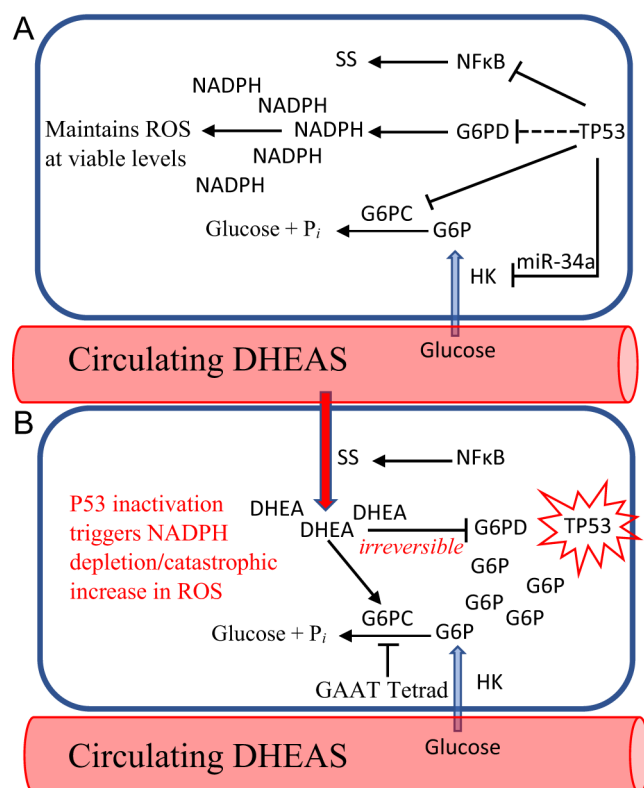 A
SS
NFκB
NADPH
NADPH
Maintains ROS
at viable levels
NADPH
G6PD
TP53
NADPH
NADPH
G6PC
Glucose + Pi
G6P
HK
miR-34a
Circulating DHEAS
Glucose
B
SS
NFκB
P53 inactivation
triggers NADPH
depletion/catastrophic
increase in ROS
DHEA
DHEA
DHEA
irreversible
G6PD
TP53
G6P
G6P
G6P
G6P
G6PC
Glucose + Pi
G6P
GAAT Tetrad
HK
Circulating DHEAS
Glucose